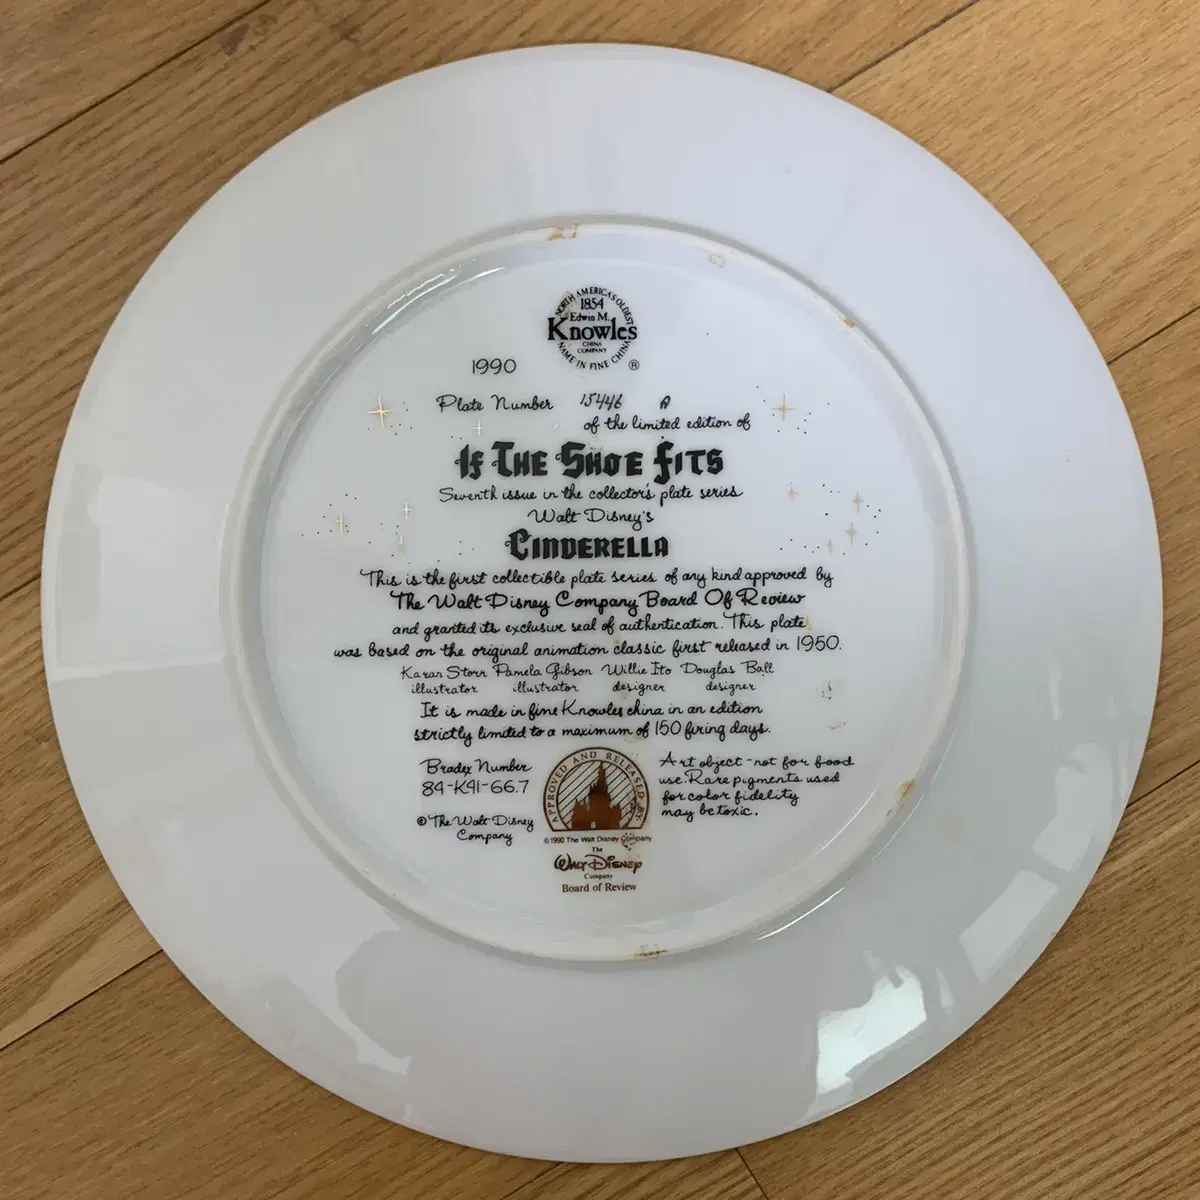 NORTH AMERICA'S OLDEST
1854
Edwin M.
Knowles
CHINA
COMPANY
NAME IN FINE CHINA
®
1990
Plate Number 15446 A
of the limited edition of
If The Shoe Fits
Seventh issue in the collector's plate series
Walt Disney's
Cinderella
This is the first collectible plate series of any kind approved by
The Walt Disney Company Board Of Review
and granted its exclusive seal of authentication. This plate
was based on the original animation classic first released in 1950.
Karan Storr Pamela Gibson Willie Ito Douglas Ball
illustrator illustrator designer designer
It is made in fine Knowles china in an edition
strictly limited to a maximum of 150 firing days.
Bradex Number
84-K41-66.7
© The Walt Disney
Company
APPROVED AND RELEASED BY
© 1990 The Walt Disney Company
The
Walt Disney
Company
Board of Review
Art object - not for food
use. Rare pigments used
for color fidelity
may be toxic.